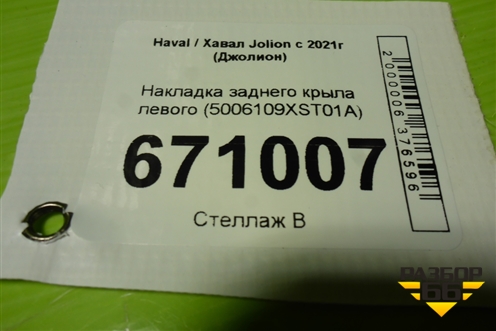 Haval / Хавал Jolion с 2021г
(Джолион)
Накладка заднего крыла
левого (5006109XST01A)
671007
Стеллаж В
2000006376596
РАЗБОР
66